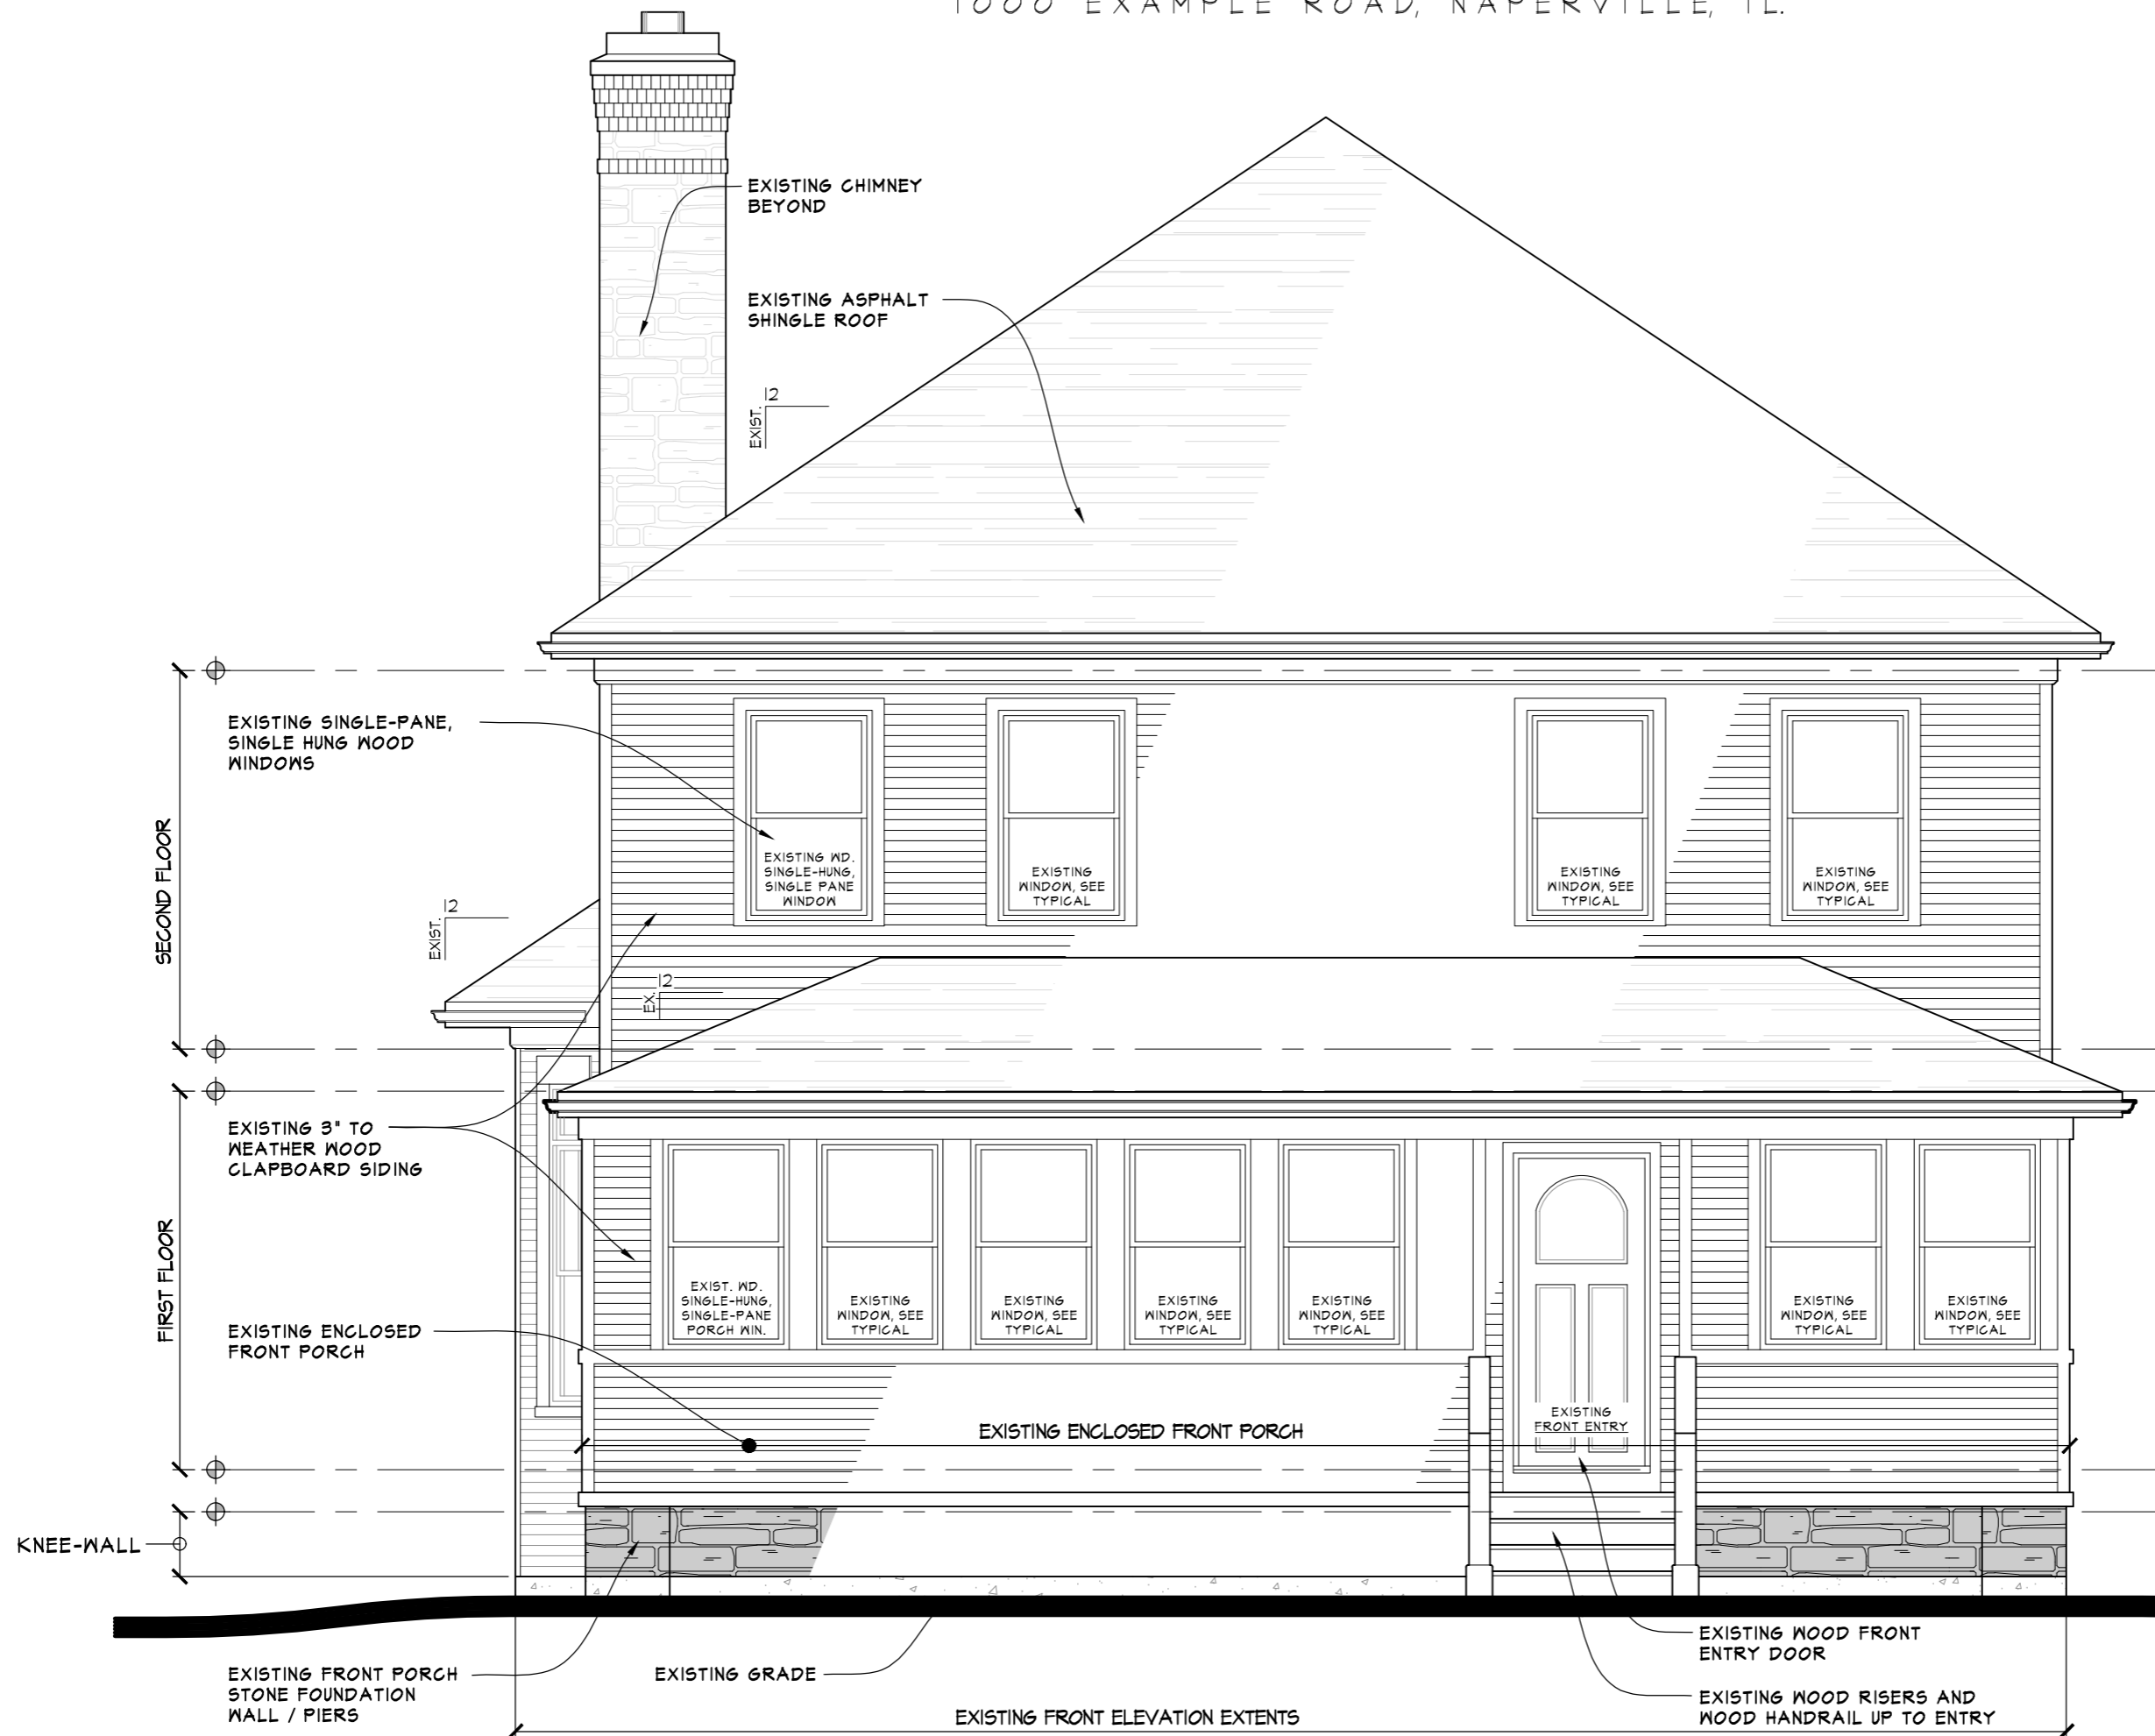 1000 EXAMPLE ROAD, NAPERVILLE, IL.
EXISTING CHIMNEY
BEYOND
EXISTING ASPHALT
SHINGLE ROOF
12
EXIST.
EXISTING SINGLE-PANE,
SINGLE HUNG WOOD
WINDOWS
SECOND FLOOR
EXISTING WD.
SINGLE-HUNG,
SINGLE PANE
WINDOW
EXISTING
WINDOW, SEE
TYPICAL
EXISTING
WINDOW, SEE
TYPICAL
EXISTING
WINDOW, SEE
TYPICAL
12
EXIST.
12
EX.
EXISTING 3" TO
WEATHER WOOD
CLAPBOARD SIDING
FIRST FLOOR
EXIST. WD.
SINGLE-HUNG,
SINGLE-PANE
PORCH WIN.
EXISTING
WINDOW, SEE
TYPICAL
EXISTING
WINDOW, SEE
TYPICAL
EXISTING
WINDOW, SEE
TYPICAL
EXISTING
WINDOW, SEE
TYPICAL
EXISTING
WINDOW, SEE
TYPICAL
EXISTING
WINDOW, SEE
TYPICAL
EXISTING ENCLOSED
FRONT PORCH
EXISTING
FRONT ENTRY
EXISTING ENCLOSED FRONT PORCH
KNEE-WALL
EXISTING WOOD FRONT
ENTRY DOOR
EXISTING FRONT PORCH
STONE FOUNDATION
WALL / PIERS
EXISTING GRADE
EXISTING WOOD RISERS AND
WOOD HANDRAIL UP TO ENTRY
EXISTING FRONT ELEVATION EXTENTS